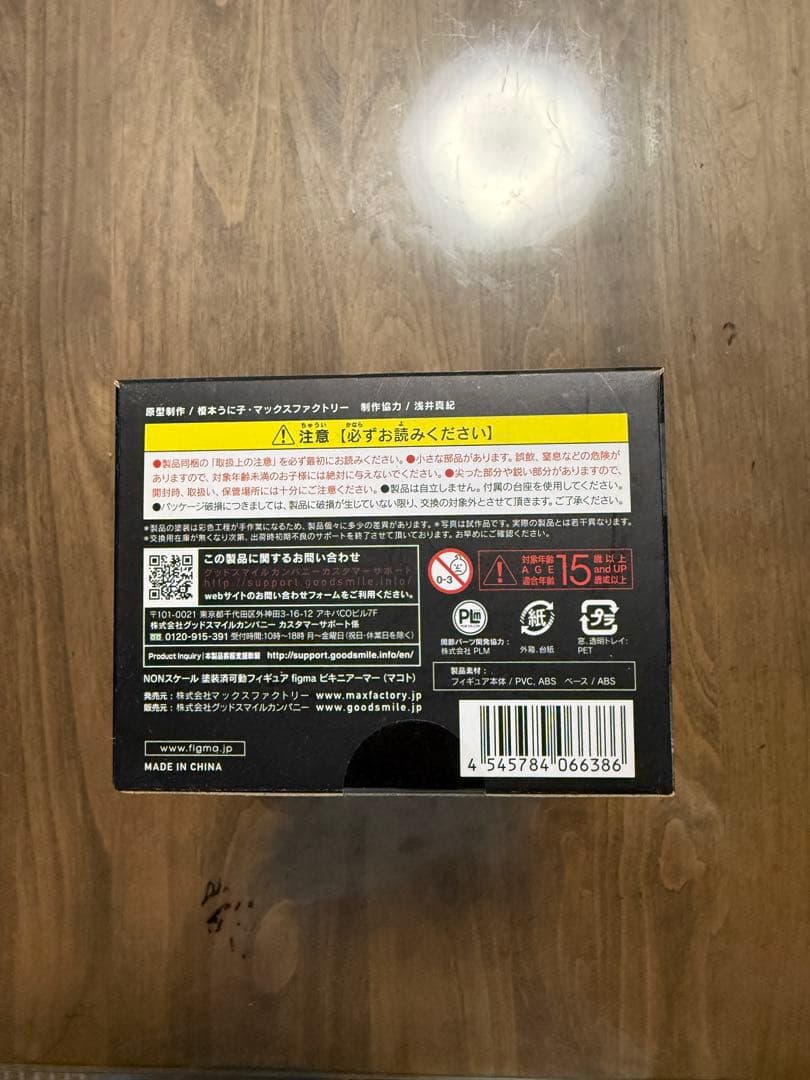 原型制作 / 榎本うに子・マックスファクトリー 制作協力 / 浅井真紀
ちゅうい かなら よ
注意【必ずお読みください】
●製品同梱の「取扱上の注意」を必ず最初にお読みください。●小さな部品があります。誤飲、窒息などの危険が
ありますので、対象年齢未満のお子様には絶対に与えないでください。●尖った部分や鋭い部分がありますので、
開封時、取扱い、保管場所には十分にご注意ください。●製品は自立しません。付属の台座を使用してください。
●パッケージ破損につきましては、製品に破損が生じていない限り、交換の対象外とさせて頂きます。ご了承ください。
*製品の塗装は彩色工程が手作業になるため、製品個々に多少の差異があります。*写真は試作品です。実際の製品とは若干異なります。
*交換用在庫が無くなり次第、出荷時初期不良のサポートを終了させて頂いております。お早めにご確認ください。
この製品に関するお問い合わせ
グッドスマイルカンパニーカスタマーサポート
http://support.goodsmile.info/
webサイトのお問い合わせフォームをご利用ください。
〒101-0021 東京都千代田区外神田3-16-12 アキバCOビル7F
株式会社グッドスマイルカンパニー カスタマーサポート係
0120-915-391 受付時間:10時〜18時 月〜金曜日(祝日・休業日を除く)
Product Inquiry | 本製品客服支援聯繫 http://support.goodsmile.info/en/
0-3
対象年齢 15 歳以上
AGE and UP
適合年齡 歲或以上
PLM
関節パーツ開発協力:
株式会社 PLM
紙
外箱、台紙
プラ
窓、透明トレイ:
PET
製品素材:
フィギュア本体 / PVC, ABS ベース / ABS
NONスケール 塗装済可動フィギュア figma ビキニアーマー(マコト)
発売元:株式会社マックスファクトリー www.maxfactory.jp
販売元:株式会社グッドスマイルカンパニー www.goodsmile.jp
www.figma.jp
MADE IN CHINA
4 545784 066386